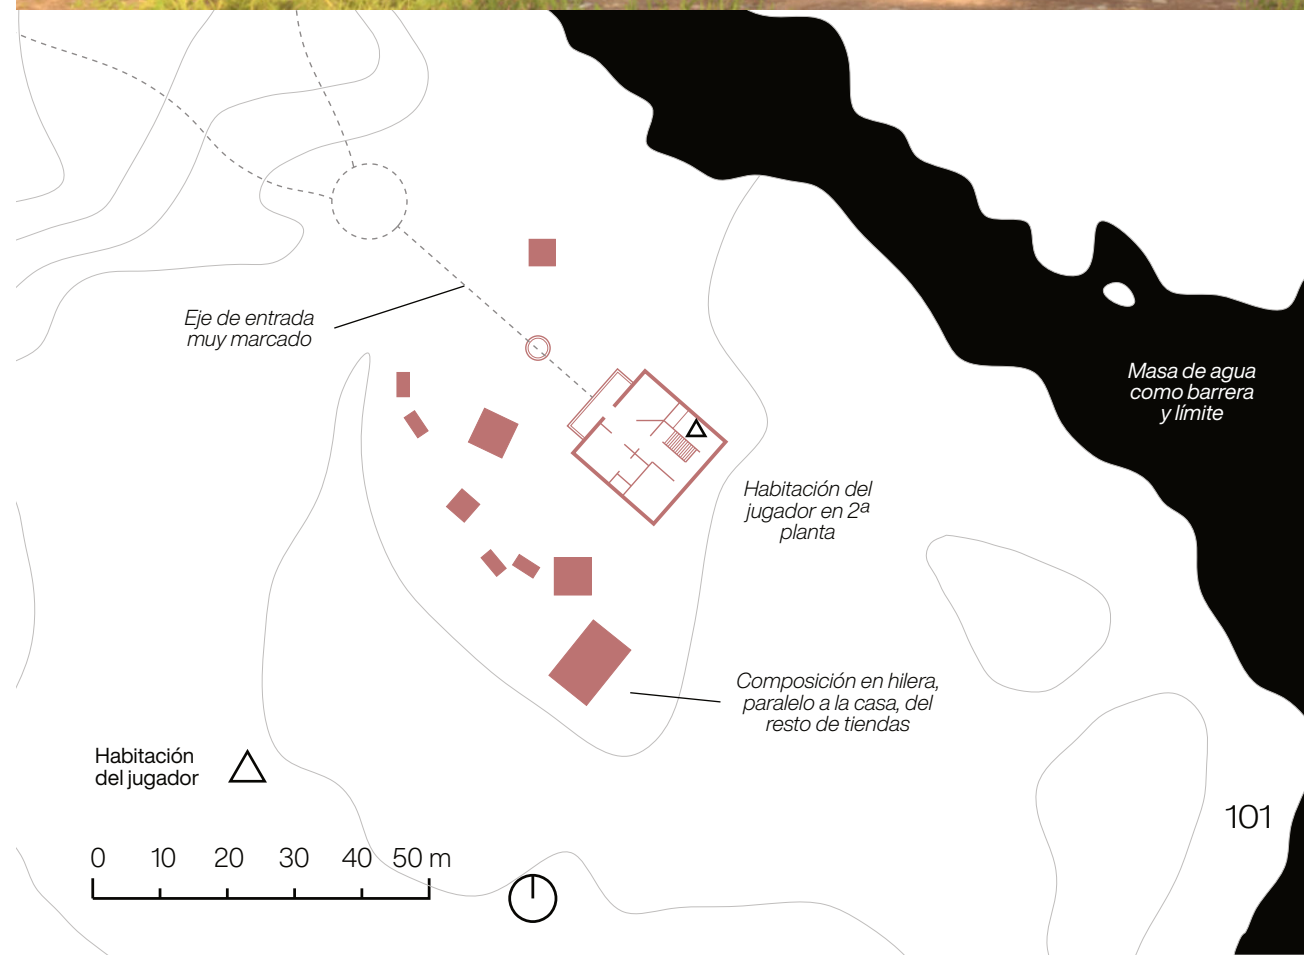 Eje de entrada
muy marcado
Masa de agua
como barrera
y límite
Habitación del
jugador en 2ª
planta
Composición en hilera,
paralelo a la casa, del
resto de tiendas
Habitación
del jugador
101
0 10 20 30 40 50 m